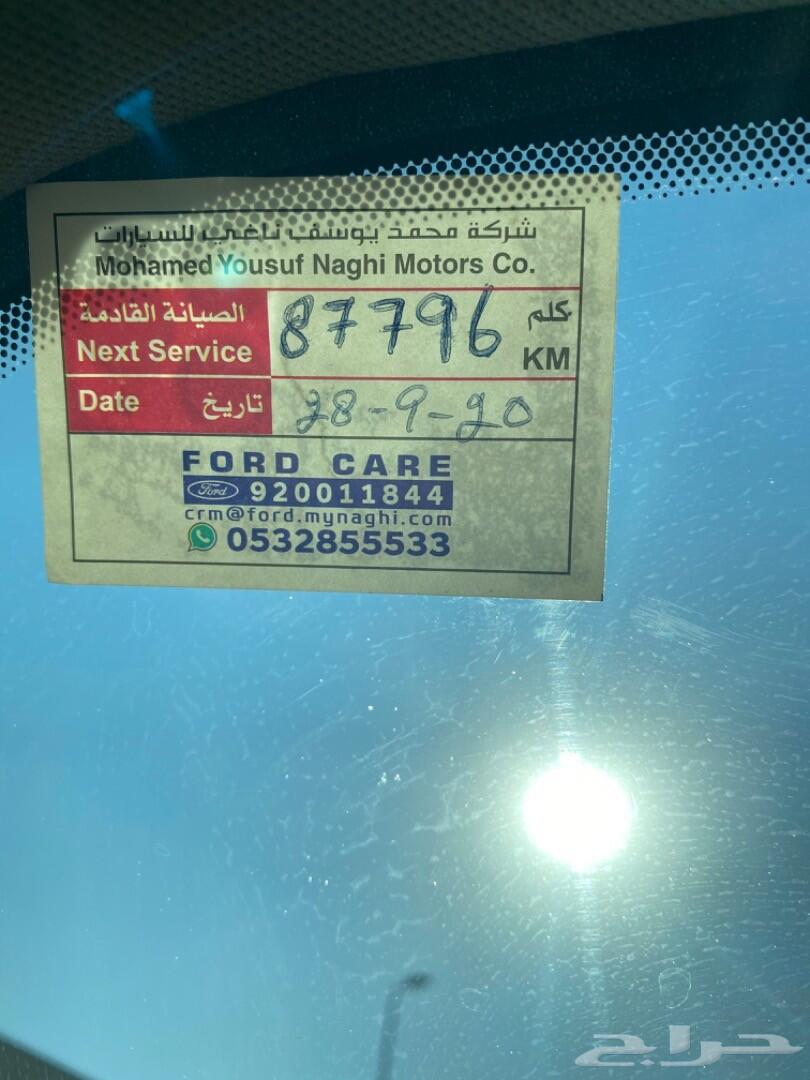 شركة محمد يوسف ناغي للسيارات
Mohamed Yousuf Naghi Motors Co.
الصيانة القادمة
Next Service
87796
كلم
KM
Date تاريخ 28-9-20
FORD CARE
Ford 920011844
crm@ford.mynaghi.com
0532855533
حراج